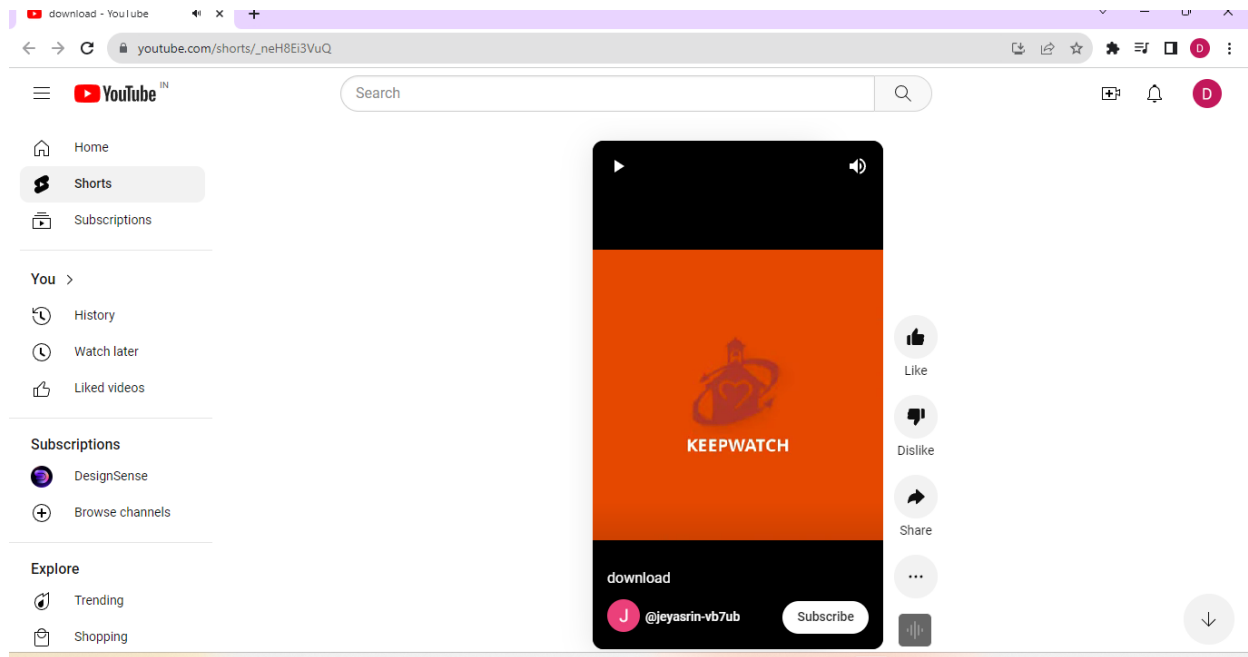 download - YouTube
youtube.com/shorts/_neH8Ei3VuQ
D
YouTube IN
Search
D
Home
Shorts
Subscriptions
You
History
Watch later
Liked videos
Subscriptions
DesignSense
Browse channels
Explore
Trending
Shopping
KEEPWATCH
download
J @jeyasrin-vb7ub Subscribe
Like
Dislike
Share